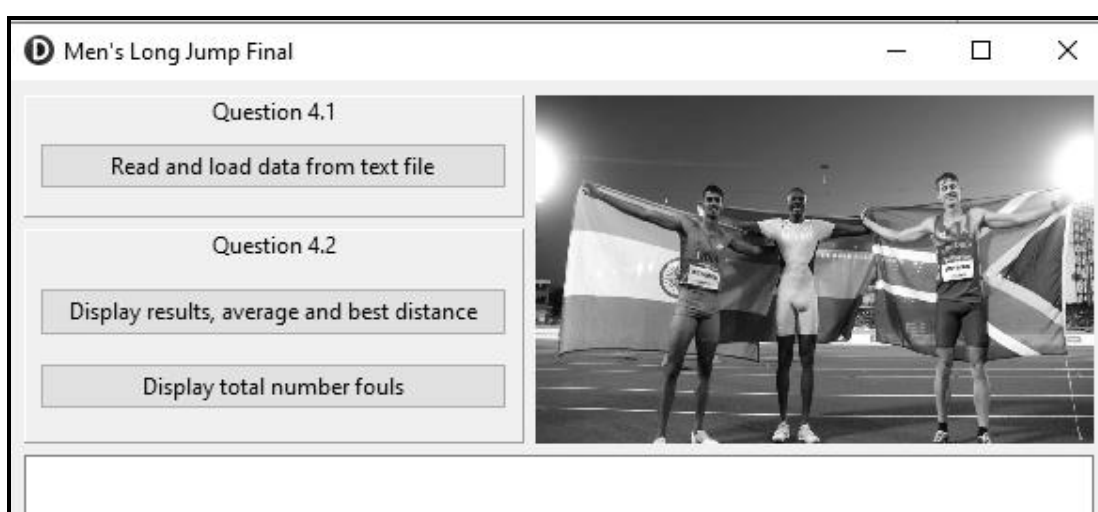 Men's Long Jump Final
Question 4.1
Read and load data from text file
Question 4.2
Display results, average and best distance
Display total number fouls